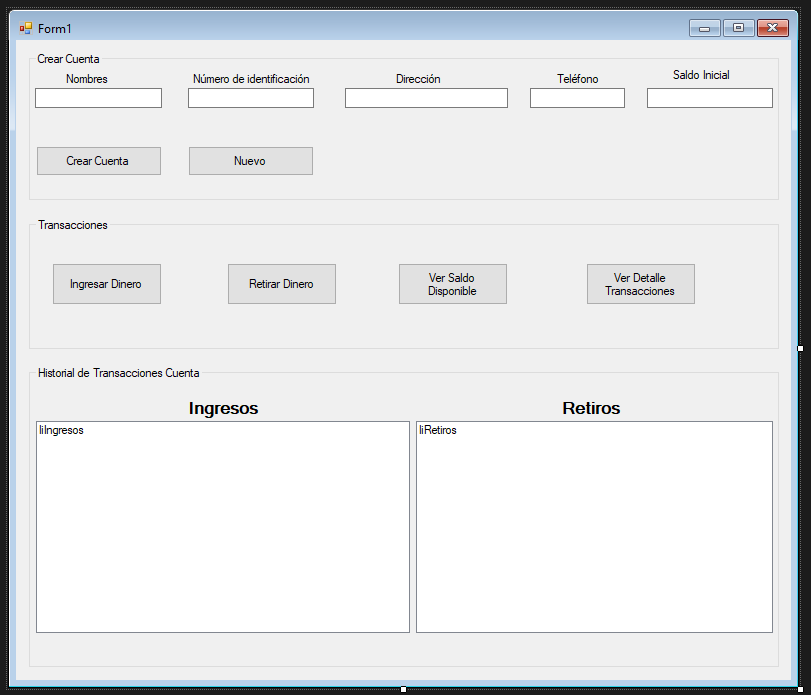 Form1
Crear Cuenta
Nombres
Número de identificación
Dirección
Teléfono
Saldo Inicial
Crear Cuenta
Nuevo
Transacciones
Ingresar Dinero
Retirar Dinero
Ver Saldo
Disponible
Ver Detalle
Transacciones
Historial de Transacciones Cuenta
Ingresos
Retiros
liIngresos
liRetiros